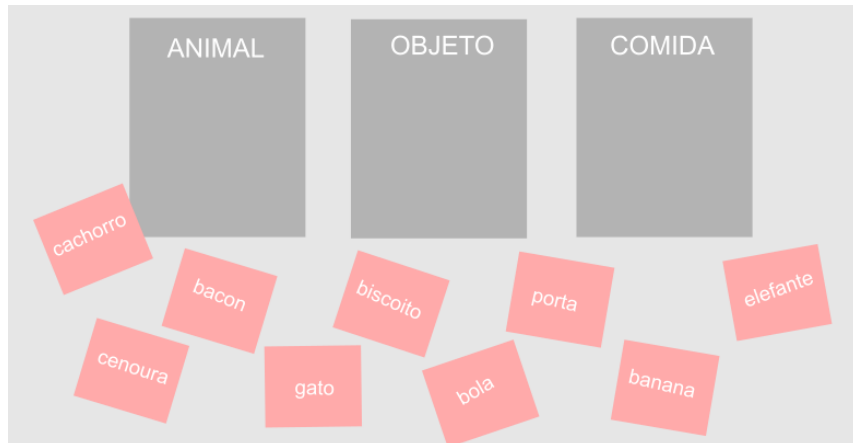 ANIMAL
OBJETO
COMIDA
cachorro
bacon
biscoito
porta
elefante
cenoura
gato
bola
banana